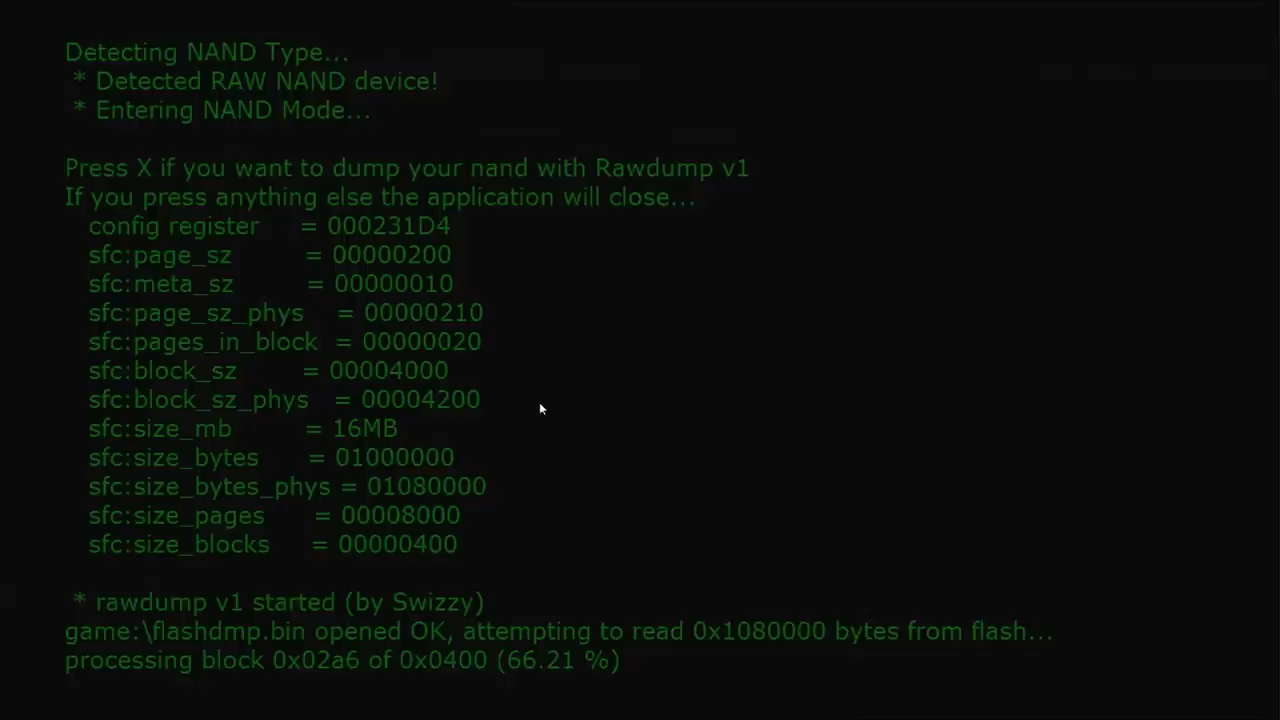 Detecting NAND Type...
* Detected RAW NAND device!
* Entering NAND Mode...
Press X if you want to dump your nand with Rawdump v1
If you press anything else the application will close...
config register = 000231D4
sfc:page_sz = 00000200
sfc:meta_sz = 00000010
sfc:page_sz_phys = 00000210
sfc:pages_in_block = 00000020
sfc:block_sz = 00004000
sfc:block_sz_phys = 00004200
sfc:size_mb = 16MB
sfc:size_bytes = 01000000
sfc:size_bytes_phys = 01080000
sfc:size_pages = 00008000
sfc:size_blocks = 00000400
* rawdump v1 started (by Swizzy)
game:\flashdmp.bin opened OK, attempting to read 0x1080000 bytes from flash...
processing block 0x02a6 of 0x0400 (66.21 %)